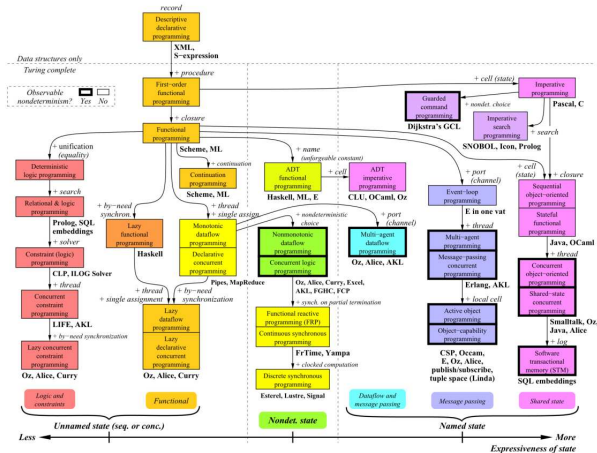 record
Descriptive
declarative
programming
XML,
S-expression
Data structures only
Turing complete
+ procedure
Observable
nondeterminism?
Yes
No
First-order
functional
programming
+ cell (state)
Imperative
programming
Pascal, C
Guarded
command
programming
+ nondet. choice
Dijkstra's GCL
Imperative
search
programming
+ search
SNOBOL, Icon, Prolog
+ closure
Functional
programming
Scheme, ML
+ unification
(equality)
Deterministic
logic programming
+ search
Relational & logic
programming
Prolog, SQL
embeddings
+ solver
Constraint (logic)
programming
CLP, ILOG Solver
+ thread
Concurrent
constraint
programming
LIFE, AKL
+ by-need synchronization
Lazy concurrent
constraint
programming
Oz, Alice, Curry
+ continuation
Continuation
programming
Scheme, ML
+ by-need
synchron.
Lazy
functional
programming
Haskell
+ thread
+ single assignment
+ thread
+ single assign.
Monotonic
dataflow
programming
Declarative
concurrent
programming
Pipes, MapReduce
+ by-need
synchronization
Lazy
dataflow
programming
Lazy
declarative
concurrent
programming
Oz, Alice, Curry
+ name
(unforgeable constant)
ADT
functional
programming
Haskell, ML, E
+ cell
ADT
imperative
programming
CLU, OCaml, Oz
+ nondeterministic
choice
Nonmonotonic
dataflow
programming
Concurrent logic
programming
Oz, Alice, Curry, Excel,
AKL, FGHC, FCP
+ synch. on partial termination
Functional reactive
programming (FRP)
Continuous synchronous
programming
FrTime, Yampa
+ clocked computation
Discrete synchronous
programming
Esterel, Lustre, Signal
+ port
(channel)
Multi-agent
dataflow
programming
Oz, Alice, AKL
+ port
(channel)
Event-loop
programming
E in one vat
+ thread
Multi-agent
programming
Message-passing
concurrent
programming
Erlang, AKL
+ local cell
Active object
programming
Object-capability
programming
CSP, Occam,
E, Oz, Alice,
publish/subscribe,
tuple space (Linda)
+ cell
(state)
+ closure
Sequential
object-oriented
programming
Stateful
functional
programming
Java, OCaml
+ thread
Concurrent
object-oriented
programming
Shared-state
concurrent
programming
Smalltalk, Oz,
Java, Alice
+ log
Software
transactional
memory (STM)
SQL embeddings
Logic and
constraints
Functional
Nondet. state
Dataflow and
message passing
Message passing
Shared state
Unnamed state (seq. or conc.)
Named state
Less
More
Expressiveness of state